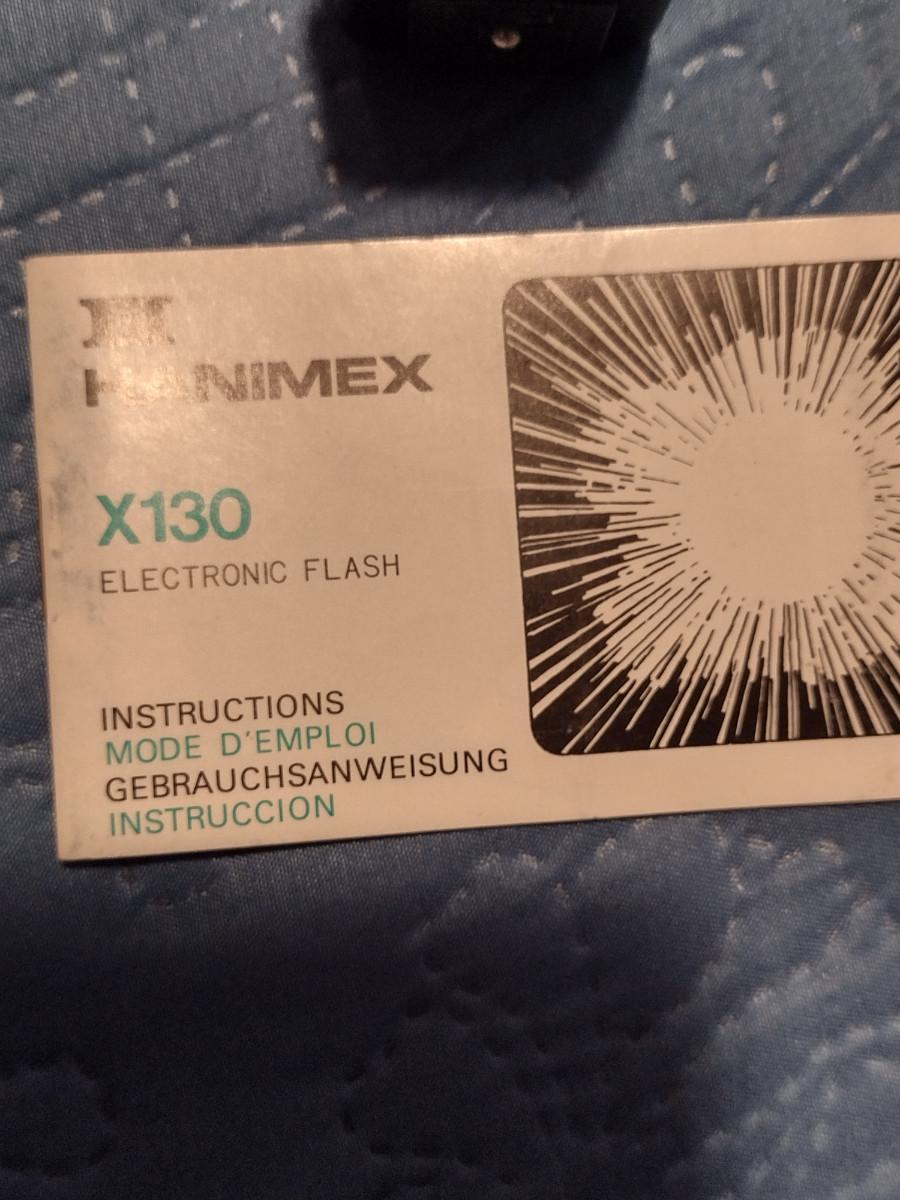 HANIMEX
X130
ELECTRONIC FLASH
INSTRUCTIONS
MODE D'EMPLOI
GEBRAUCHSANWEISUNG
INSTRUCCION